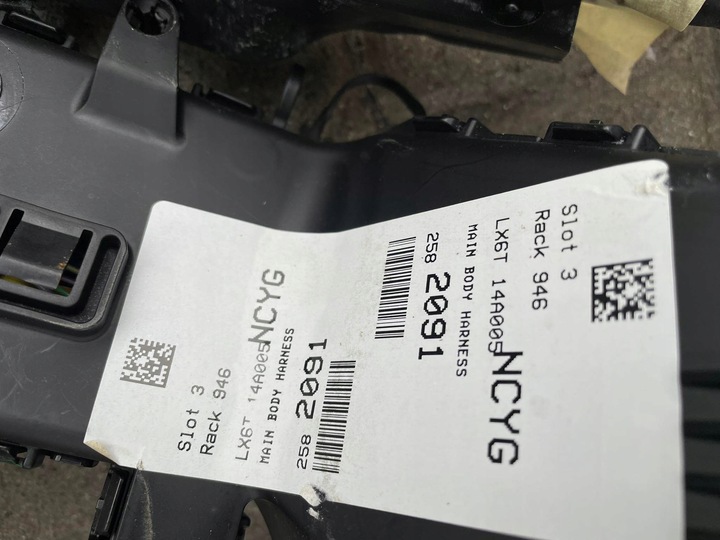 Slot 3
Rack 946
LX6T 14A005NCYG
MAIN BODY HARNESS
258 2091
Slot 3
Rack 946
LX6T 14A005NCYG
MAIN BODY HARNESS
258 2091